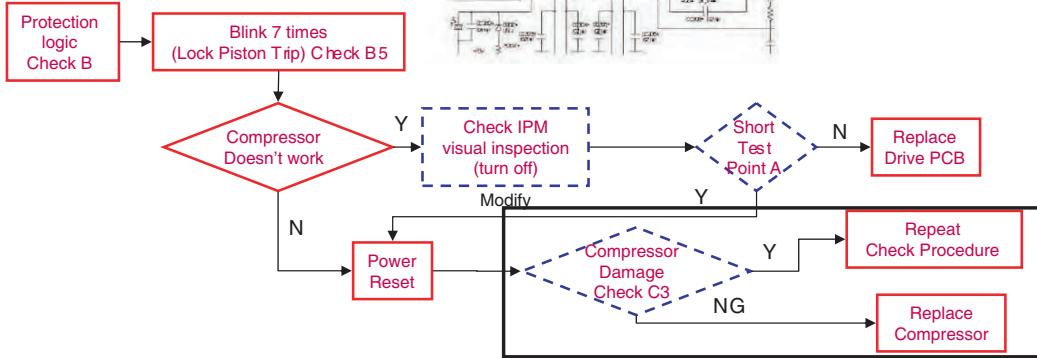 Protection
logic
Check B
Blink 7 times
(Lock Piston Trip) Check B5
Compressor
Doesn't work
Y
Check IPM
visual inspection
(turn off)
Short
Test
Point A
N
Replace
Drive PCB
Modify
Y
N
Power
Reset
Compressor
Damage
Check C3
Y
Repeat
Check Procedure
NG
Replace
Compressor